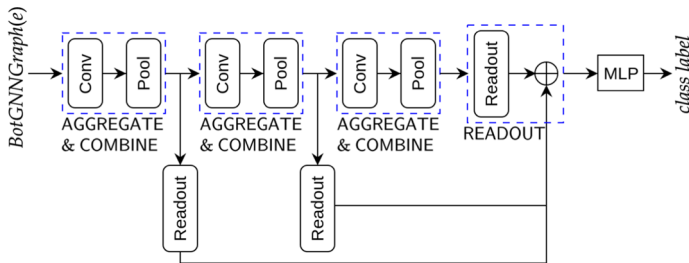 BotGNNGraph(e)
Conv
Pool
AGGREGATE
& COMBINE
Conv
Pool
AGGREGATE
& COMBINE
Conv
Pool
AGGREGATE
& COMBINE
Readout
READOUT
MLP
class label
Readout
Readout